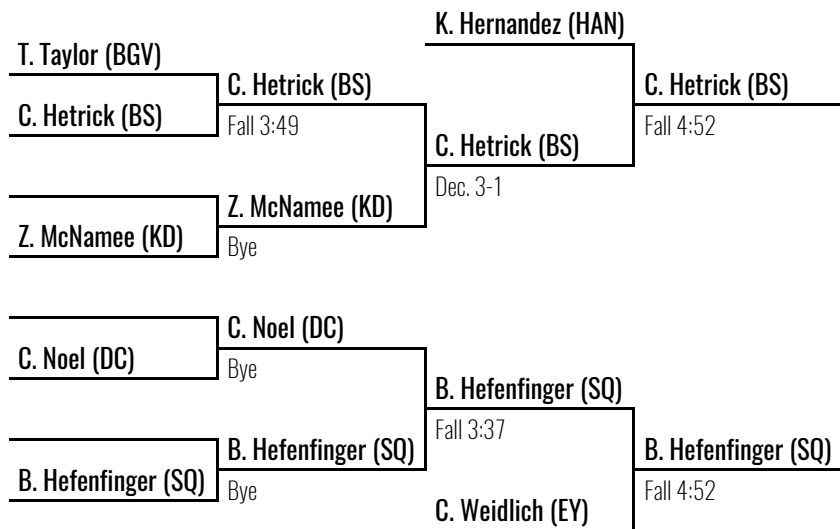 K. Hernandez (HAN)
T. Taylor (BGV)
C. Hetrick (BS)
C. Hetrick (BS)
C. Hetrick (BS)
Fall 3:49
Fall 4:52
C. Hetrick (BS)
Dec. 3-1
Z. McNamee (KD)
Z. McNamee (KD)
Bye
C. Noel (DC)
C. Noel (DC)
Bye
B. Hefenfinger (SQ)
Fall 3:37
B. Hefenfinger (SQ)
B. Hefenfinger (SQ)
B. Hefenfinger (SQ)
Bye
Fall 4:52
C. Weidlich (EY)